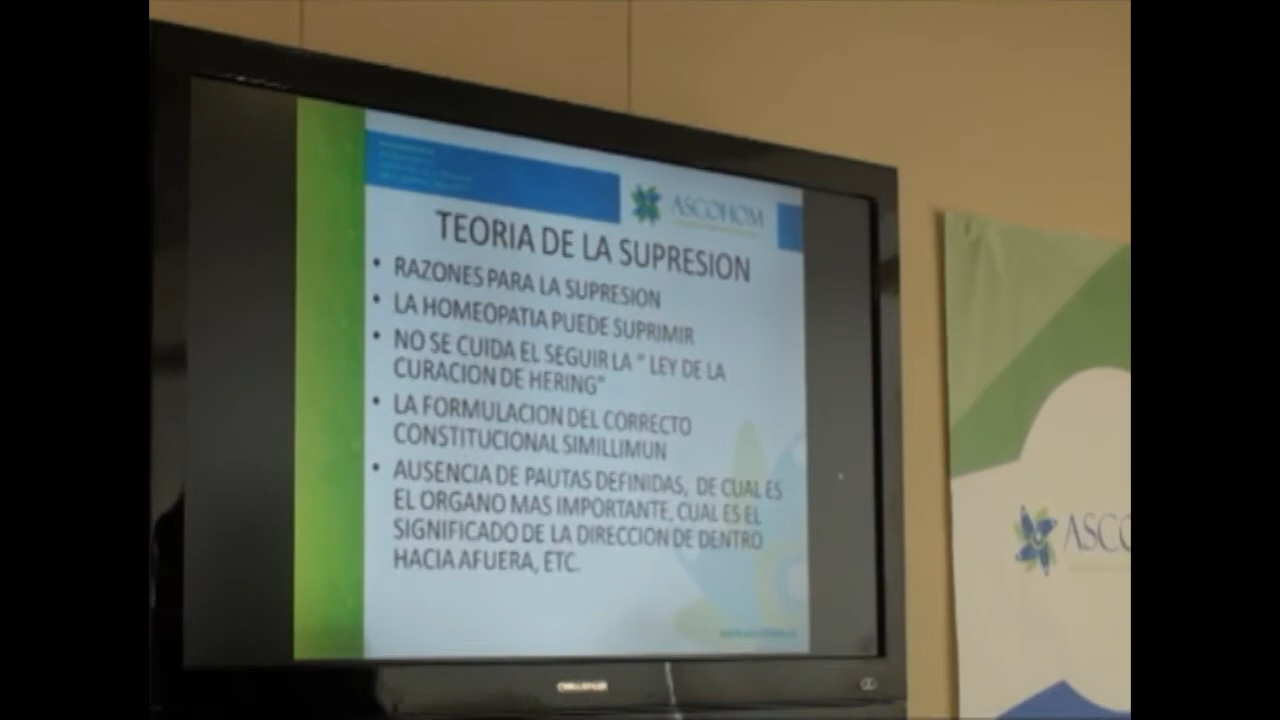 ASCOHOM
TEORIA DE LA SUPRESION
• RAZONES PARA LA SUPRESION
• LA HOMEOPATIA PUEDE SUPRIMIR
• NO SE CUIDA EL SEGUIR LA " LEY DE LA
CURACION DE HERING"
• LA FORMULACION DEL CORRECTO
CONSTITUCIONAL SIMILLIMUN
• AUSENCIA DE PAUTAS DEFINIDAS, DE CUAL ES
EL ORGANO MAS IMPORTANTE, CUAL ES EL
SIGNIFICADO DE LA DIRECCION DE DENTRO
HACIA AFUERA, ETC.
CHALLENGER
ASCO